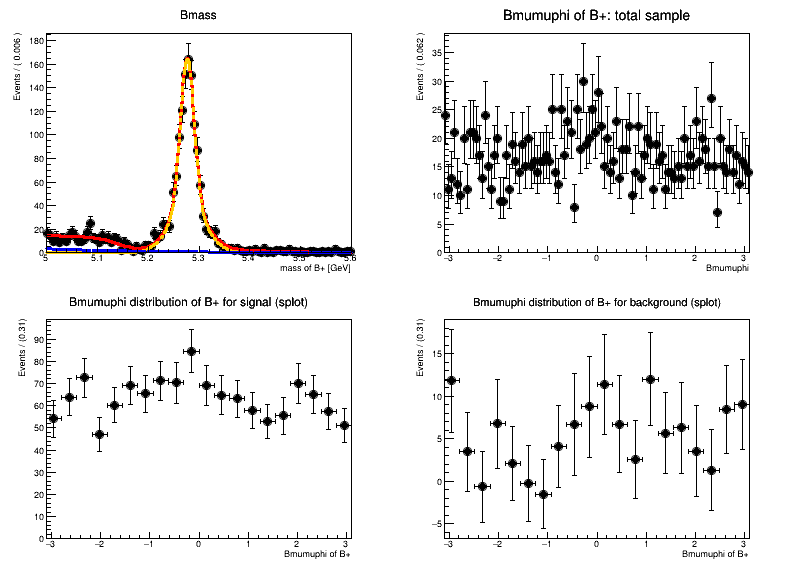 Bmass
Events / ( 0.006 )
180
160
140
120
100
80
60
40
20
0
5 5.1 5.2 5.3 5.4 5.5 5.6
mass of B+ [GeV]
Bmumuphi of B+: total sample
Events / ( 0.062 )
35
30
25
20
15
10
5
0
−3 −2 −1 0 1 2 3
Bmumuphi
Bmumuphi distribution of B+ for signal (splot)
Events / (0.31)
90
80
70
60
50
40
30
20
10
0
−3 −2 −1 0 1 2 3
Bmumuphi of B+
Bmumuphi distribution of B+ for background (splot)
Events / (0.31)
15
10
5
0
−5
−3 −2 −1 0 1 2 3
Bmumuphi of B+